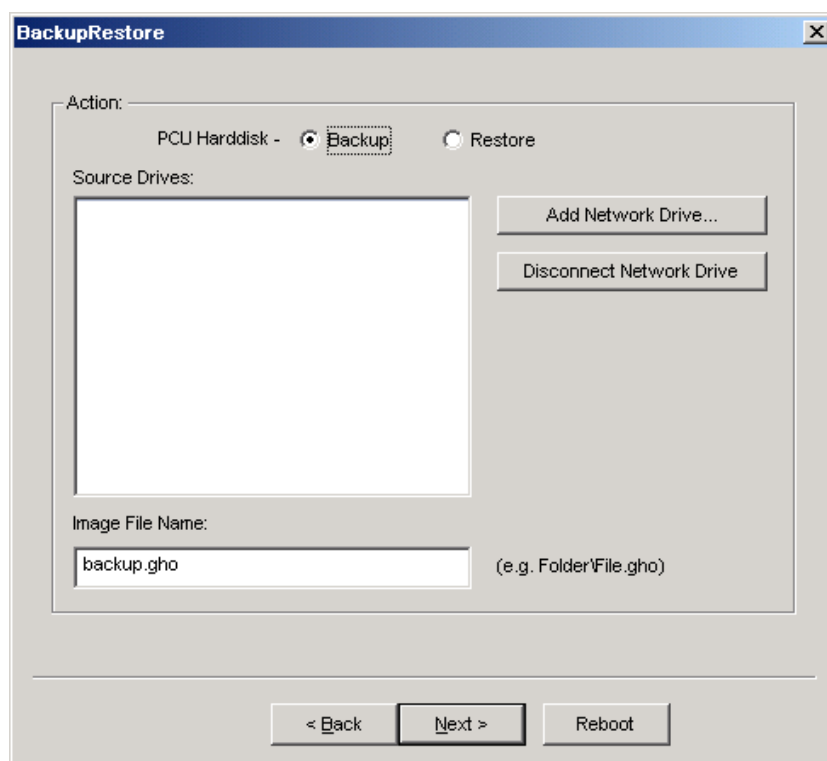 BackupRestore
Action:
PCU Harddisk - Backup Restore
Source Drives:
Add Network Drive...
Disconnect Network Drive
Image File Name:
backup.gho (e.g. Folder\File.gho)
< Back Next > Reboot